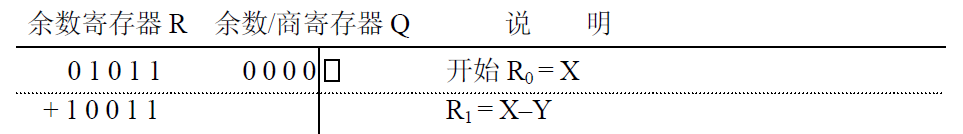 余数寄存器 R 余数/商寄存器 Q 说 明
0 1 0 1 1 0 0 0 0 □ 开始 R₀ = X
+ 1 0 0 1 1 R₁ = X–Y